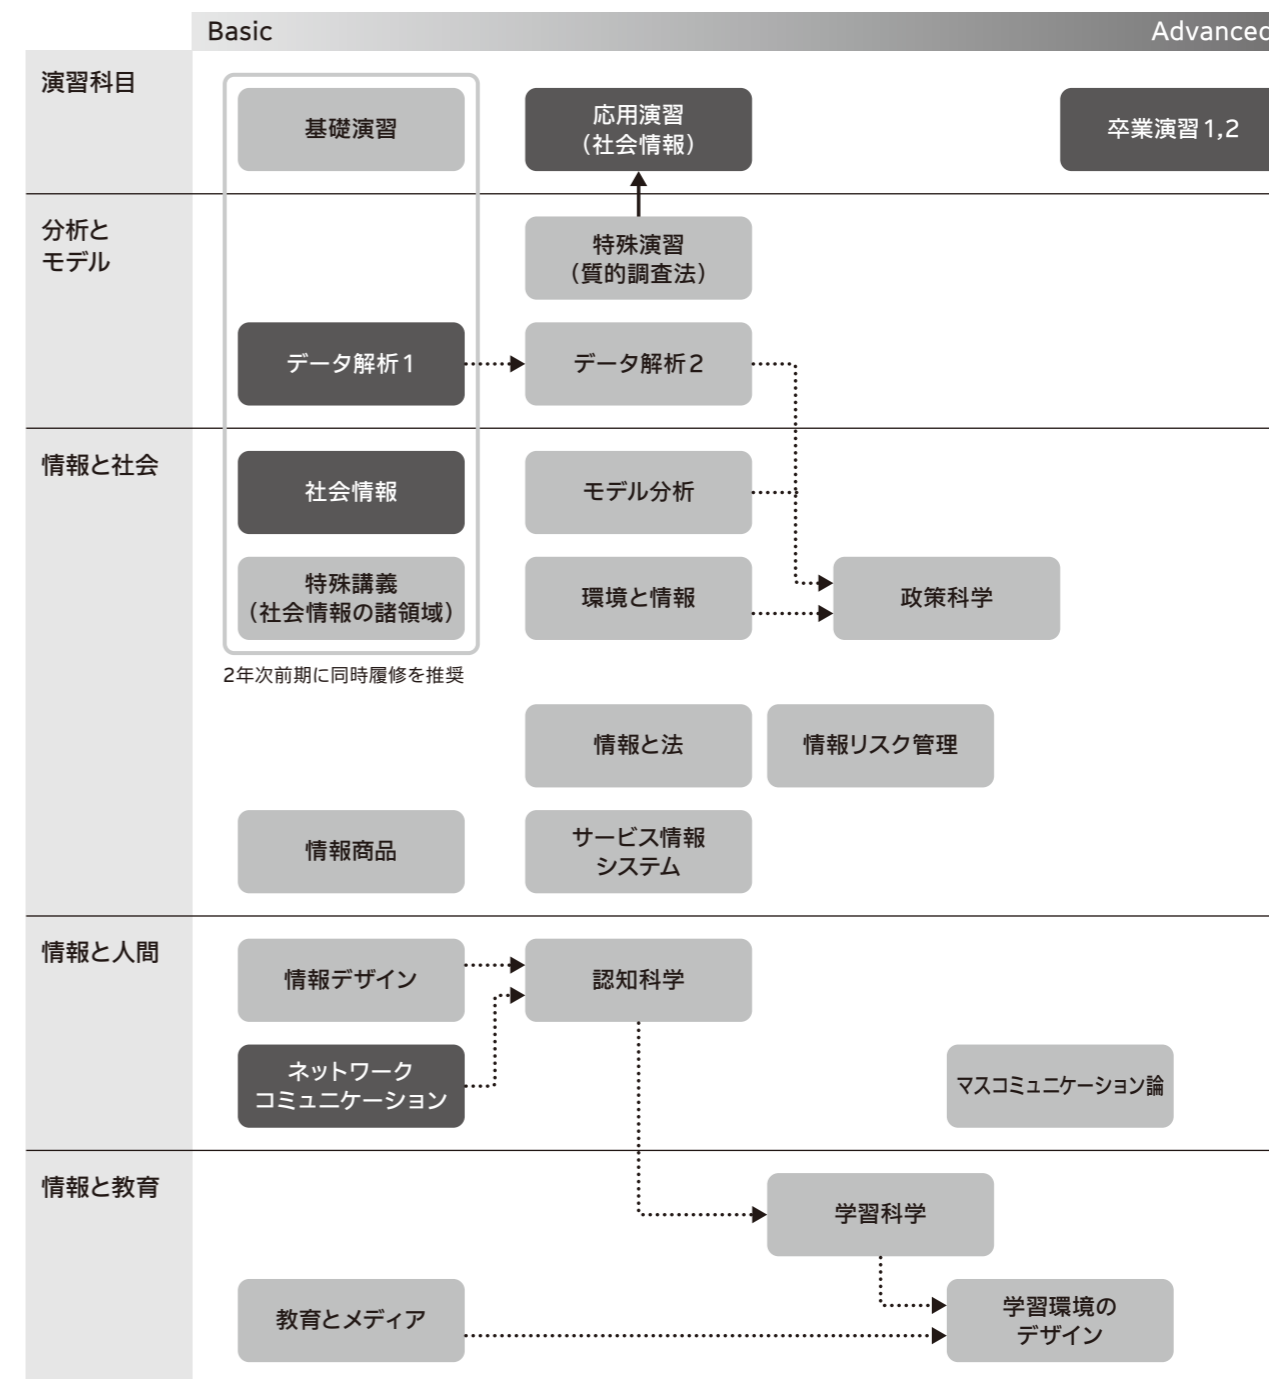 Basic
Advanced
演習科目
基礎演習
応用演習
（社会情報）
卒業演習1,2
分析と
モデル
特殊演習
（質的調査法）
データ解析1
データ解析2
情報と社会
社会情報
モデル分析
特殊講義
（社会情報の諸領域）
環境と情報
政策科学
2年次前期に同時履修を推奨
情報と法
情報リスク管理
情報商品
サービス情報
システム
情報と人間
情報デザイン
認知科学
ネットワーク
コミュニケーション
マスコミュニケーション論
情報と教育
学習科学
教育とメディア
学習環境の
デザイン